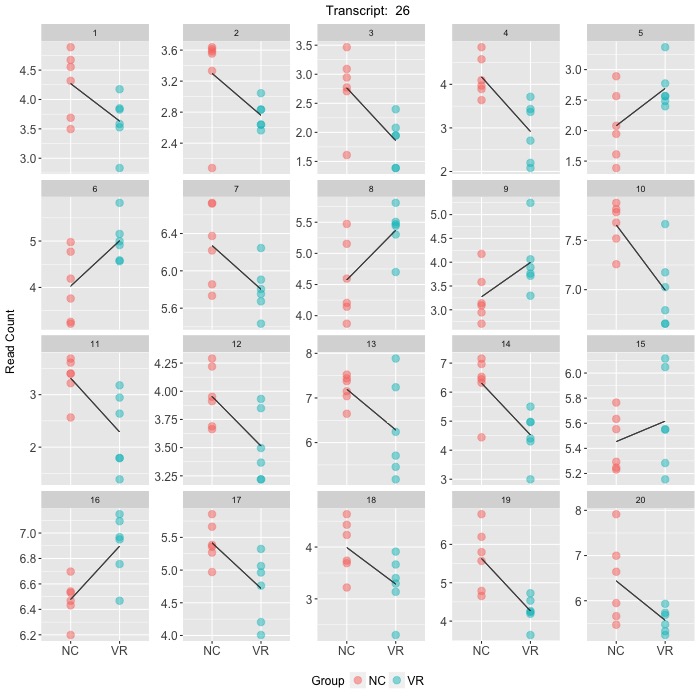 Transcript: 26
1 2 3 4 5
4.5 4.0 3.5 3.0
3.6 3.2 2.8 2.4
3.5 3.0 2.5 2.0 1.5
4 3 2
3.0 2.5 2.0 1.5
6 7 8 9 10
5 4
6.4 6.0 5.6
5.5 5.0 4.5 4.0
5.0 4.5 4.0 3.5 3.0
7.5 7.0
Read Count
11 12 13 14 15
3 2
4.25 4.00 3.75 3.50 3.25
8 7 6
7 6 5 4 3
6.0 5.8 5.6 5.4 5.2
16 17 18 19 20
7.0 6.8 6.6 6.4 6.2
5.5 5.0 4.5 4.0
4 3
6 5 4
8 7 6
NC VR NC VR NC VR NC VR NC VR
Group NC VR